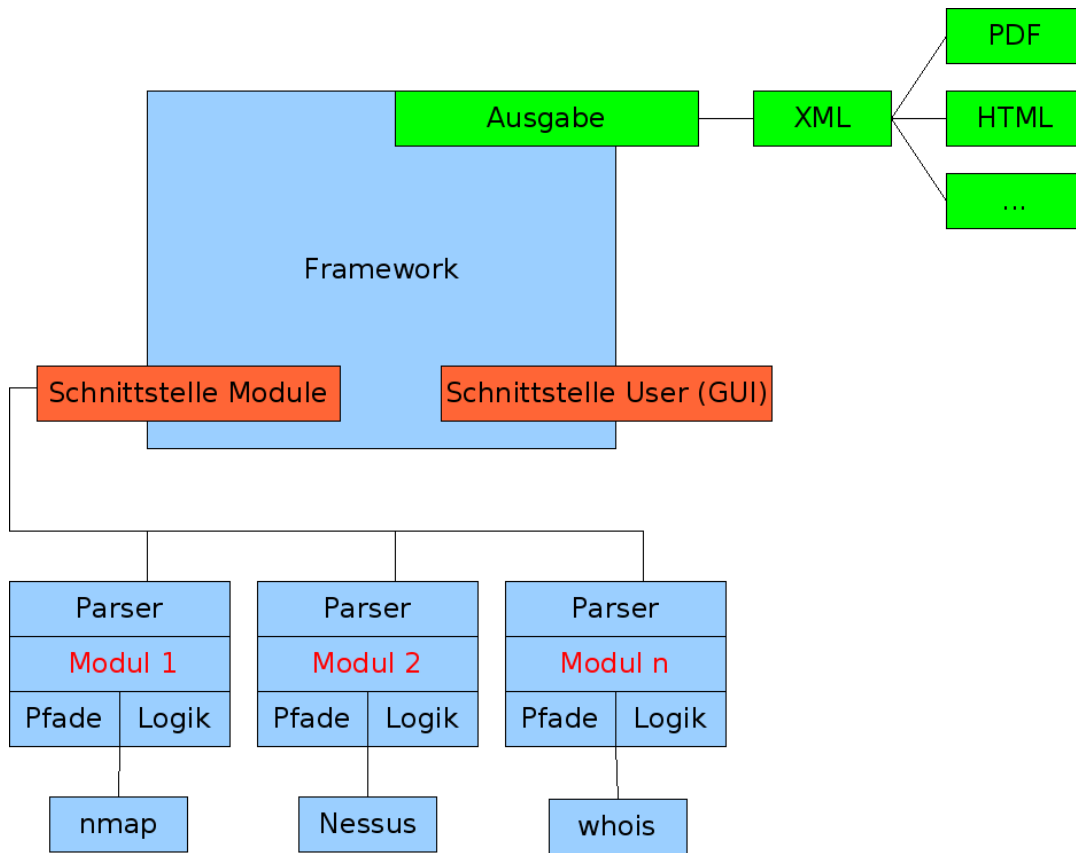 PDF
Ausgabe
XML
HTML
...
Framework
Schnittstelle Module
Schnittstelle User (GUI)
Parser
Modul 1
Pfade
Logik
nmap
Parser
Modul 2
Pfade
Logik
Nessus
Parser
Modul n
Pfade
Logik
whois